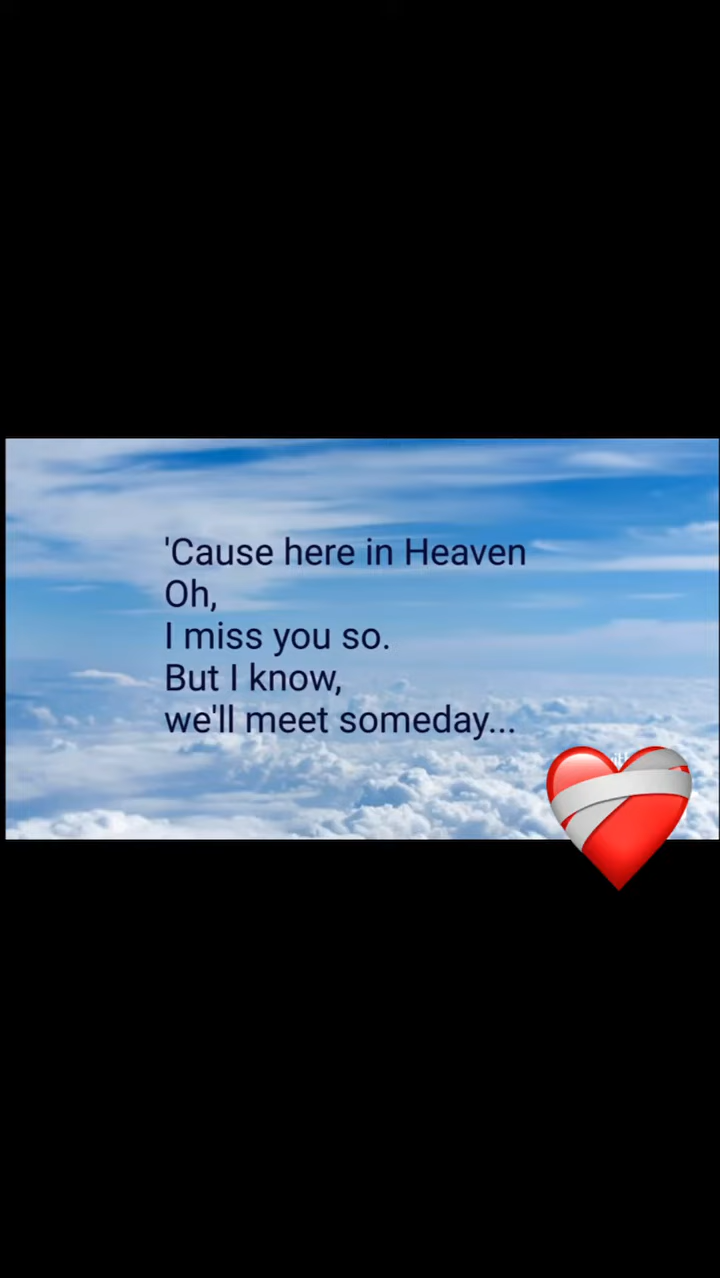 'Cause here in Heaven
Oh,
I miss you so.
But I know,
we'll meet someday...